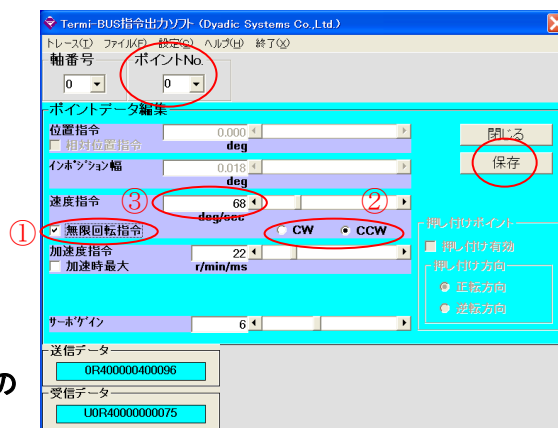 Termi-BUS指令出力ソフト (Dyadic Systems Co.,Ltd.)
トレース(T) ファイル(F) 設定(S) ヘルプ(H) 終了(X)
軸番号 ポイントNo.
0 0
ポイントデータ編集
位置指令 0.000
相対位置指令 deg
閉じる
インポジション幅 0.018
deg
保存
速度指令 ③ 68 ②
deg/sec
① 無限回転指令 CW CCW
押し付けポイント
加速度指令 22
加速時最大 r/min/ms
押し付け有効
押し付け方向
正転方向
逆転方向
サーボゲイン 6
送信データ
0R400000400096
の
受信データ
U0R40000000075